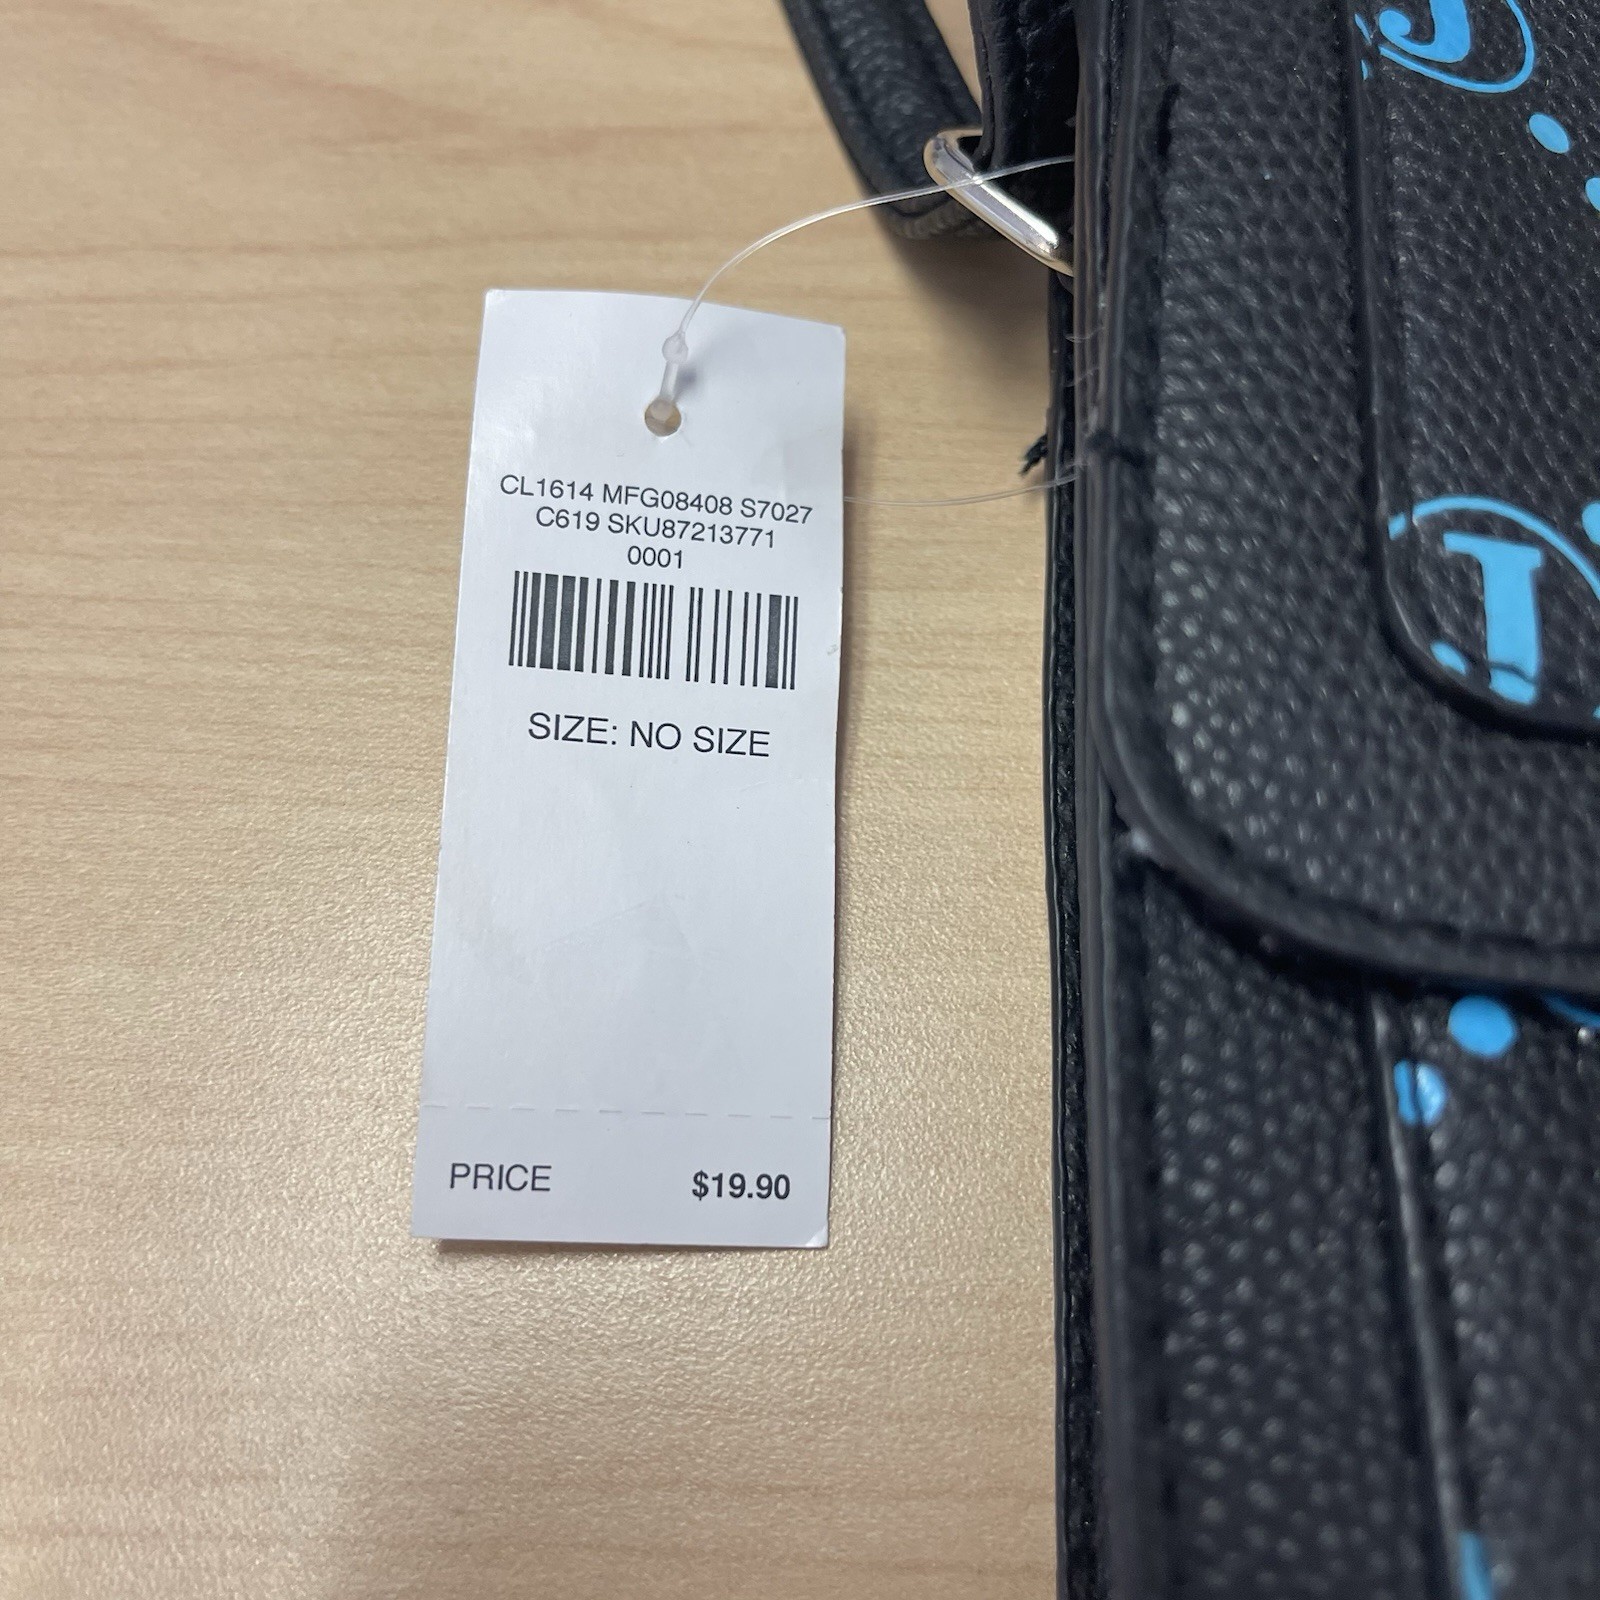 CL1614 MFG08408 S7027
C619 SKU87213771
0001
SIZE: NO SIZE
PRICE $19.90
J
J